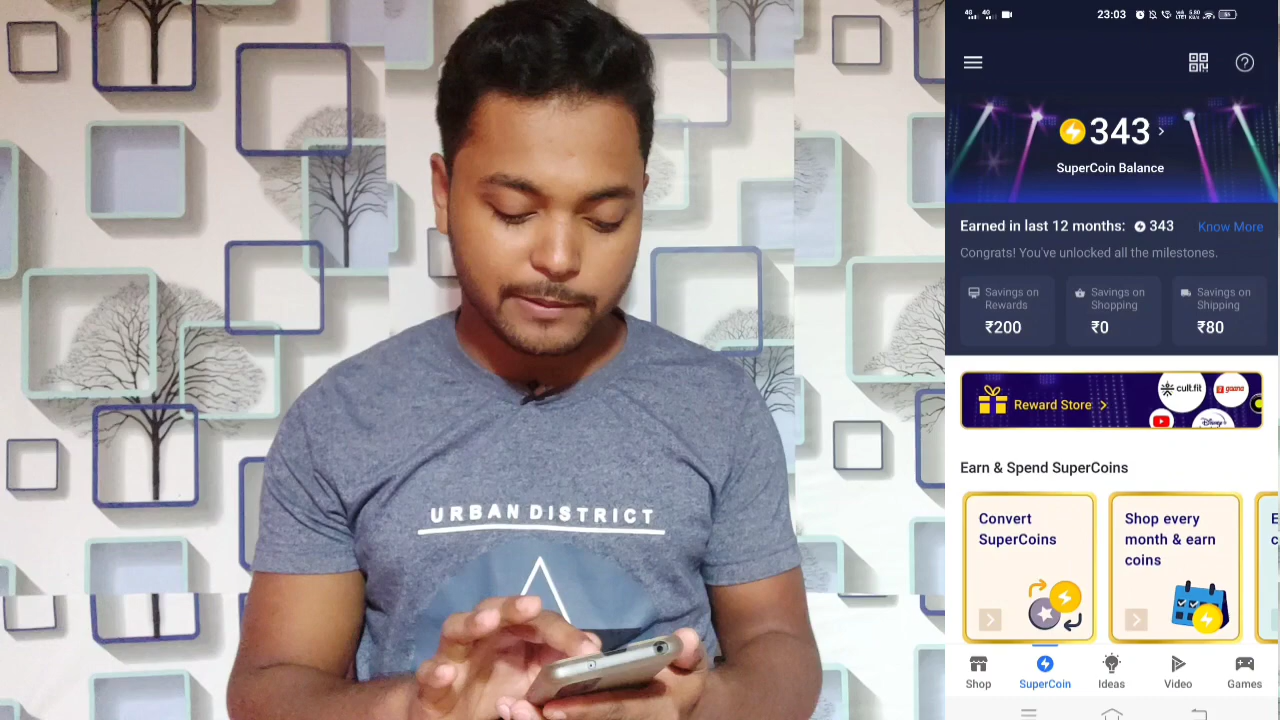 URBAN DISTRICT
23:03
343
SuperCoin Balance
Earned in last 12 months: 343 Know More
Congrats! You've unlocked all the milestones.
Savings on Rewards
₹200
Savings on Shopping
₹0
Savings on Shipping
₹80
Reward Store
cult.fit
gaana
Disney
Earn & Spend SuperCoins
Convert
SuperCoins
Shop every
month & earn
coins
E
c
Shop
SuperCoin
Ideas
Video
Games